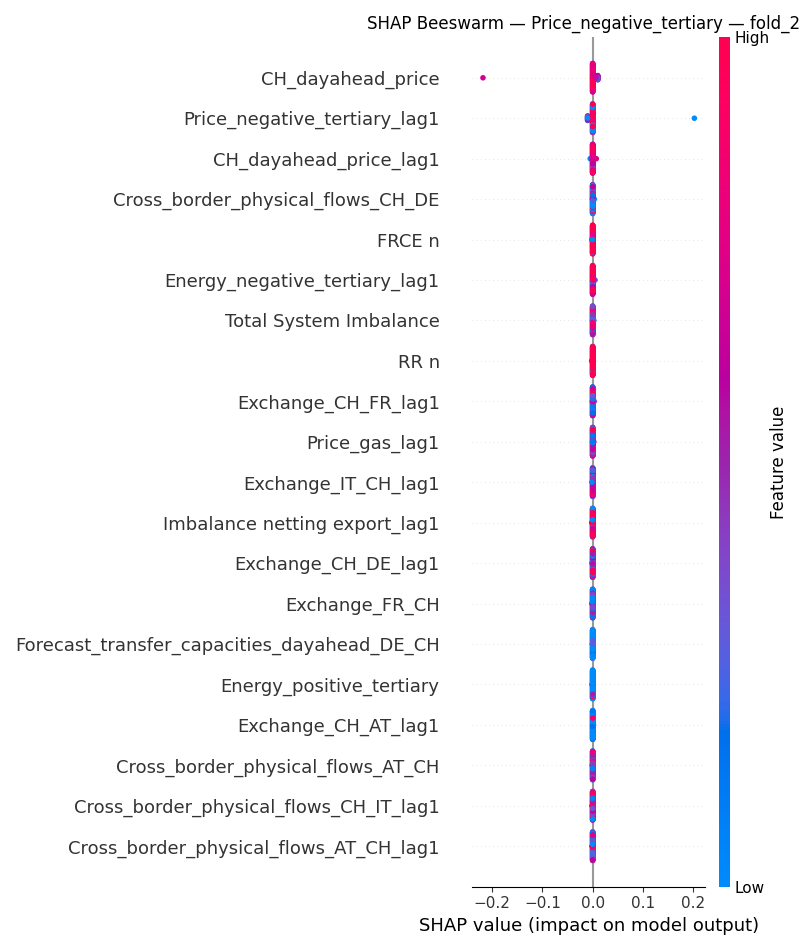 SHAP Beeswarm — Price_negative_tertiary — fold_2
High
CH_dayahead_price
Price_negative_tertiary_lag1
CH_dayahead_price_lag1
Cross_border_physical_flows_CH_DE
FRCE n
Energy_negative_tertiary_lag1
Total System Imbalance
RR n
Exchange_CH_FR_lag1
Price_gas_lag1
Exchange_IT_CH_lag1
Imbalance netting export_lag1
Exchange_CH_DE_lag1
Exchange_FR_CH
Forecast_transfer_capacities_dayahead_DE_CH
Energy_positive_tertiary
Exchange_CH_AT_lag1
Cross_border_physical_flows_AT_CH
Cross_border_physical_flows_CH_IT_lag1
Cross_border_physical_flows_AT_CH_lag1
Feature value
Low
−0.2 −0.1 0.0 0.1 0.2
SHAP value (impact on model output)